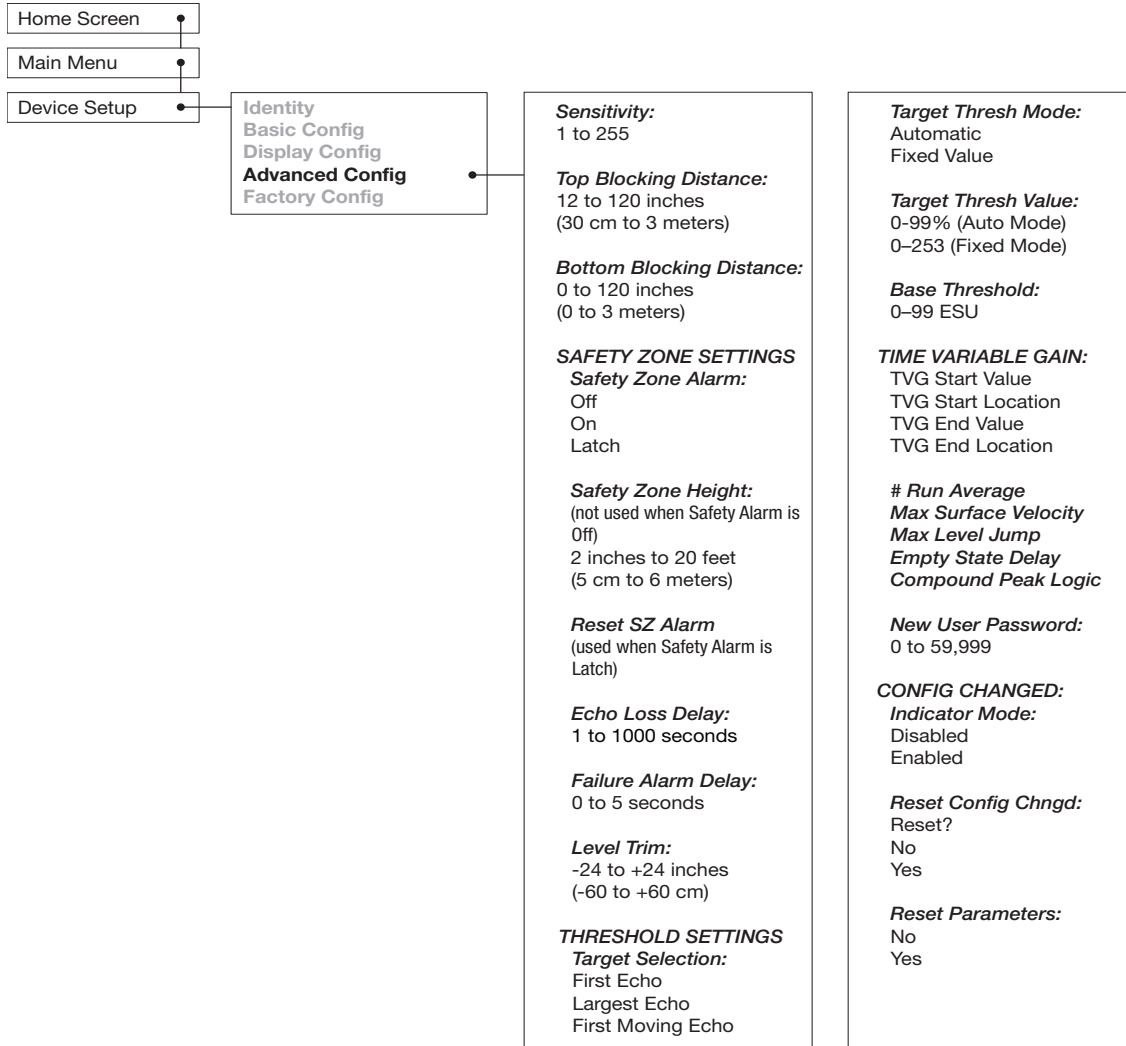 Home Screen
Main Menu
Device Setup
Identity
Basic Config
Display Config
Advanced Config
Factory Config
Sensitivity:
1 to 255
Top Blocking Distance:
12 to 120 inches
(30 cm to 3 meters)
Bottom Blocking Distance:
0 to 120 inches
(0 to 3 meters)
SAFETY ZONE SETTINGS
Safety Zone Alarm:
Off
On
Latch
Safety Zone Height:
(not used when Safety Alarm is
Off)
2 inches to 20 feet
(5 cm to 6 meters)
Reset SZ Alarm
(used when Safety Alarm is
Latch)
Echo Loss Delay:
1 to 1000 seconds
Failure Alarm Delay:
0 to 5 seconds
Level Trim:
-24 to +24 inches
(-60 to +60 cm)
THRESHOLD SETTINGS
Target Selection:
First Echo
Largest Echo
First Moving Echo
Target Thresh Mode:
Automatic
Fixed Value
Target Thresh Value:
0-99% (Auto Mode)
0–253 (Fixed Mode)
Base Threshold:
0–99 ESU
TIME VARIABLE GAIN:
TVG Start Value
TVG Start Location
TVG End Value
TVG End Location
# Run Average
Max Surface Velocity
Max Level Jump
Empty State Delay
Compound Peak Logic
New User Password:
0 to 59,999
CONFIG CHANGED:
Indicator Mode:
Disabled
Enabled
Reset Config Chngd:
Reset?
No
Yes
Reset Parameters:
No
Yes